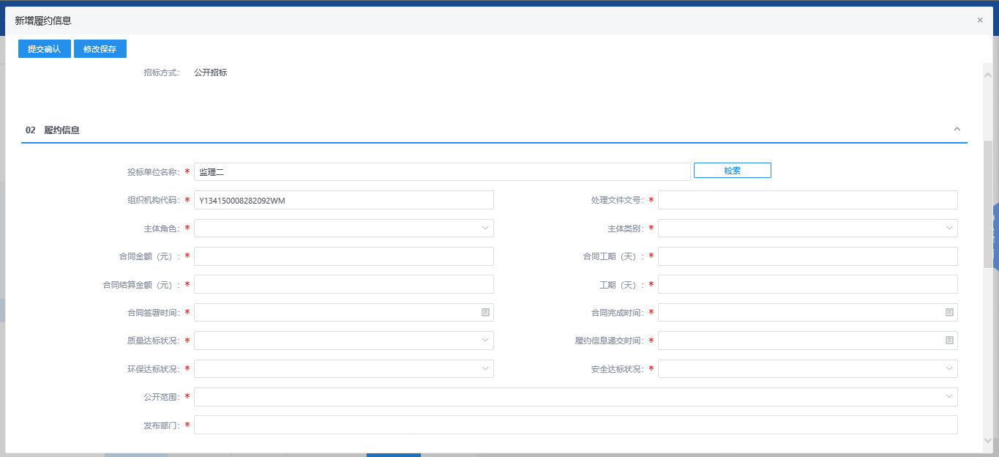 新增履约信息
提交确认 修改保存
招标方式： 公开招标
02 履约信息
投标单位名称： * 监理二 检索
组织机构代码： * Y134150008282092WM 处理文件文号： *
主体角色： * 主体类别： *
合同金额（元）： * 合同工期（天）： *
合同结算金额（元）： * 工期（天）： *
合同签署时间： * 合同完成时间： *
质量达标状况： * 履约信息递交时间： *
环保达标状况： * 安全达标状况： *
公开范围： *
发布部门： *